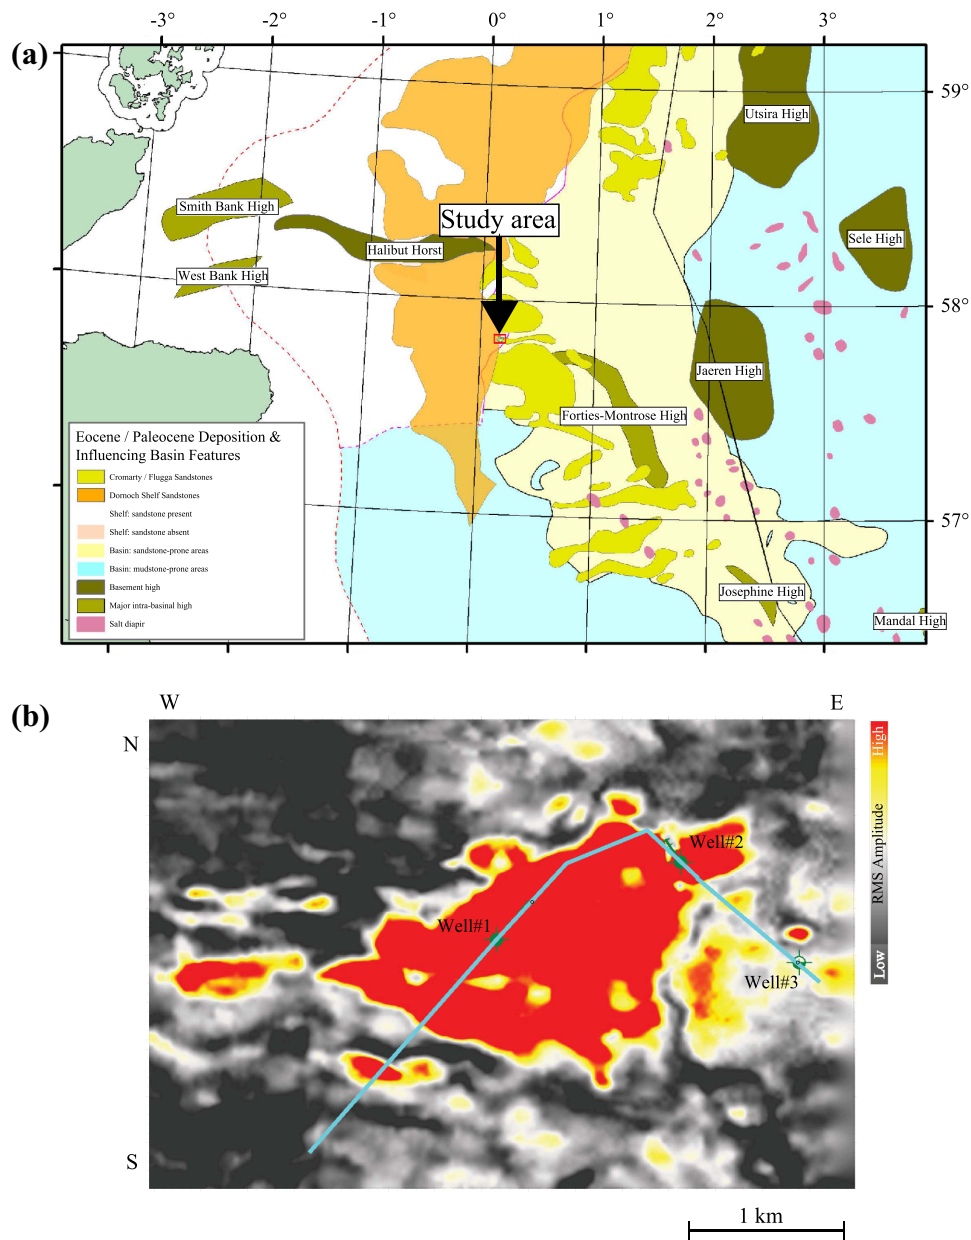 -3° -2° -1° 0° 1° 2° 3°
(a)
59°
Utsira High
Smith Bank High
Study area
Sele High
Halibut Horst
West Bank High
58°
Jaeren High
Forties-Montrose High
Eocene / Paleocene Deposition &
Influencing Basin Features
Cromarty / Flugga Sandstones
Dornoch Shelf Sandstones
Shelf: sandstone present
Shelf: sandstone absent
Basin: sandstone-prone areas
Basin: mudstone-prone areas
Basement high
Major intra-basinal high
Salt diapir
57°
Josephine High
Mandal High
(b)
W E
N
High
RMS Amplitude
Low
Well#2
Well#1
Well#3
S
1 km